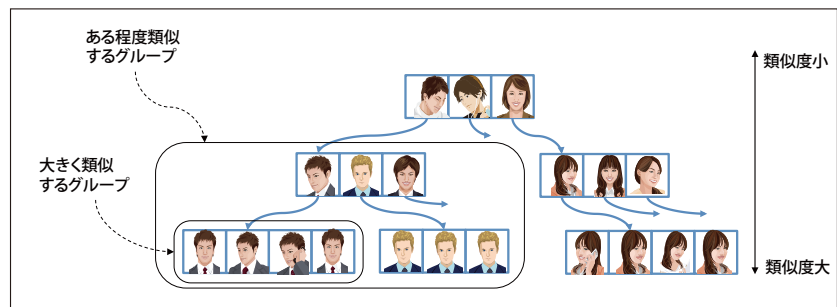 ある程度類似
するグループ
類似度小
大きく類似
するグループ
類似度大